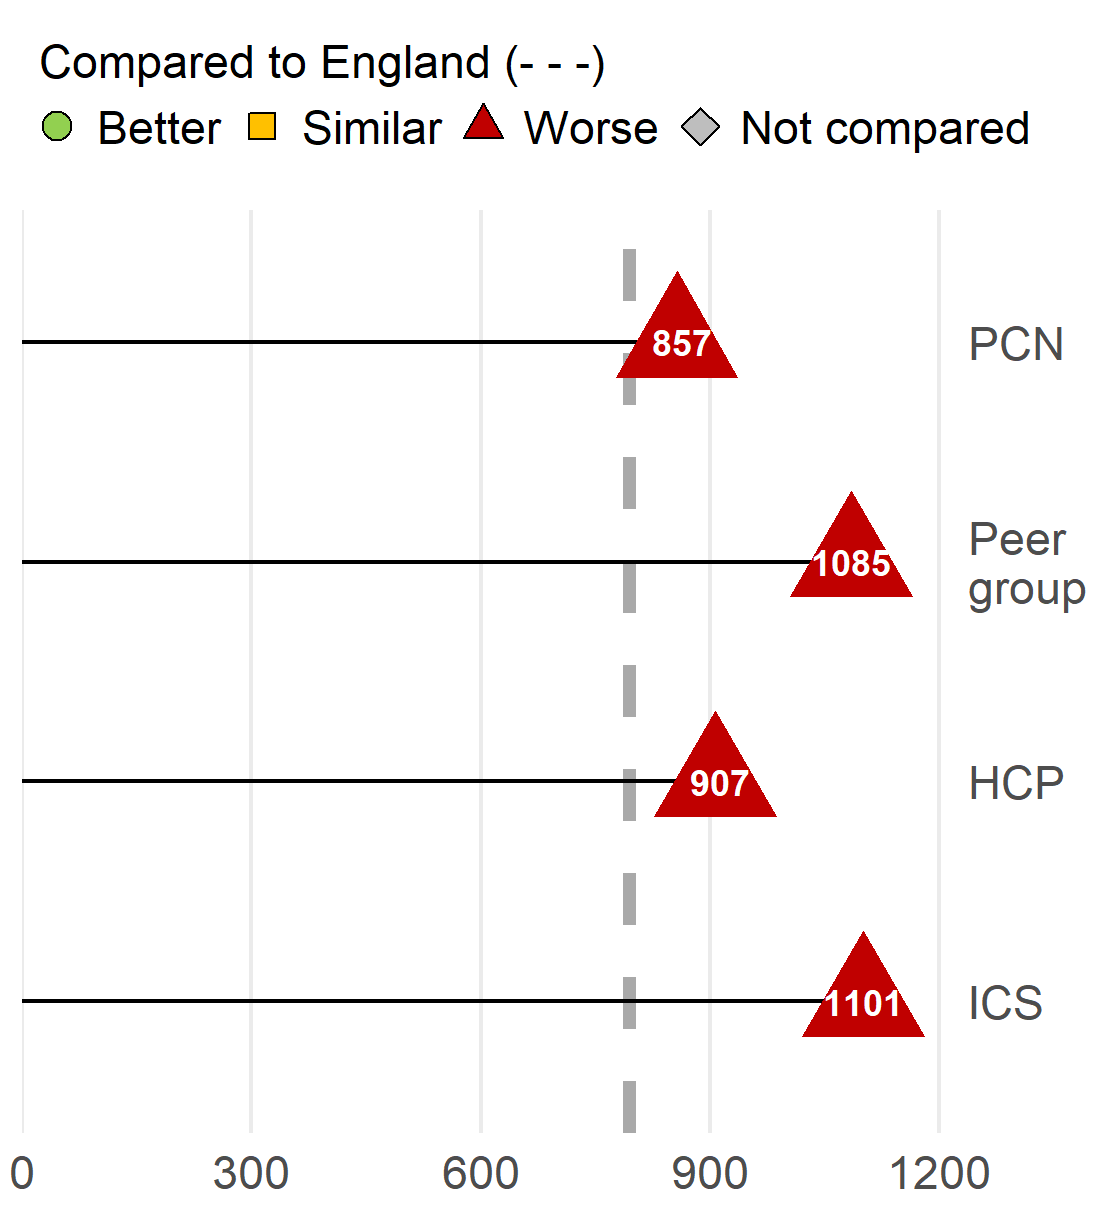 Compared to England (- - -)
Better Similar Worse Not compared
857 PCN
1085 Peer
group
907 HCP
1101 ICS
0 300 600 900 1200